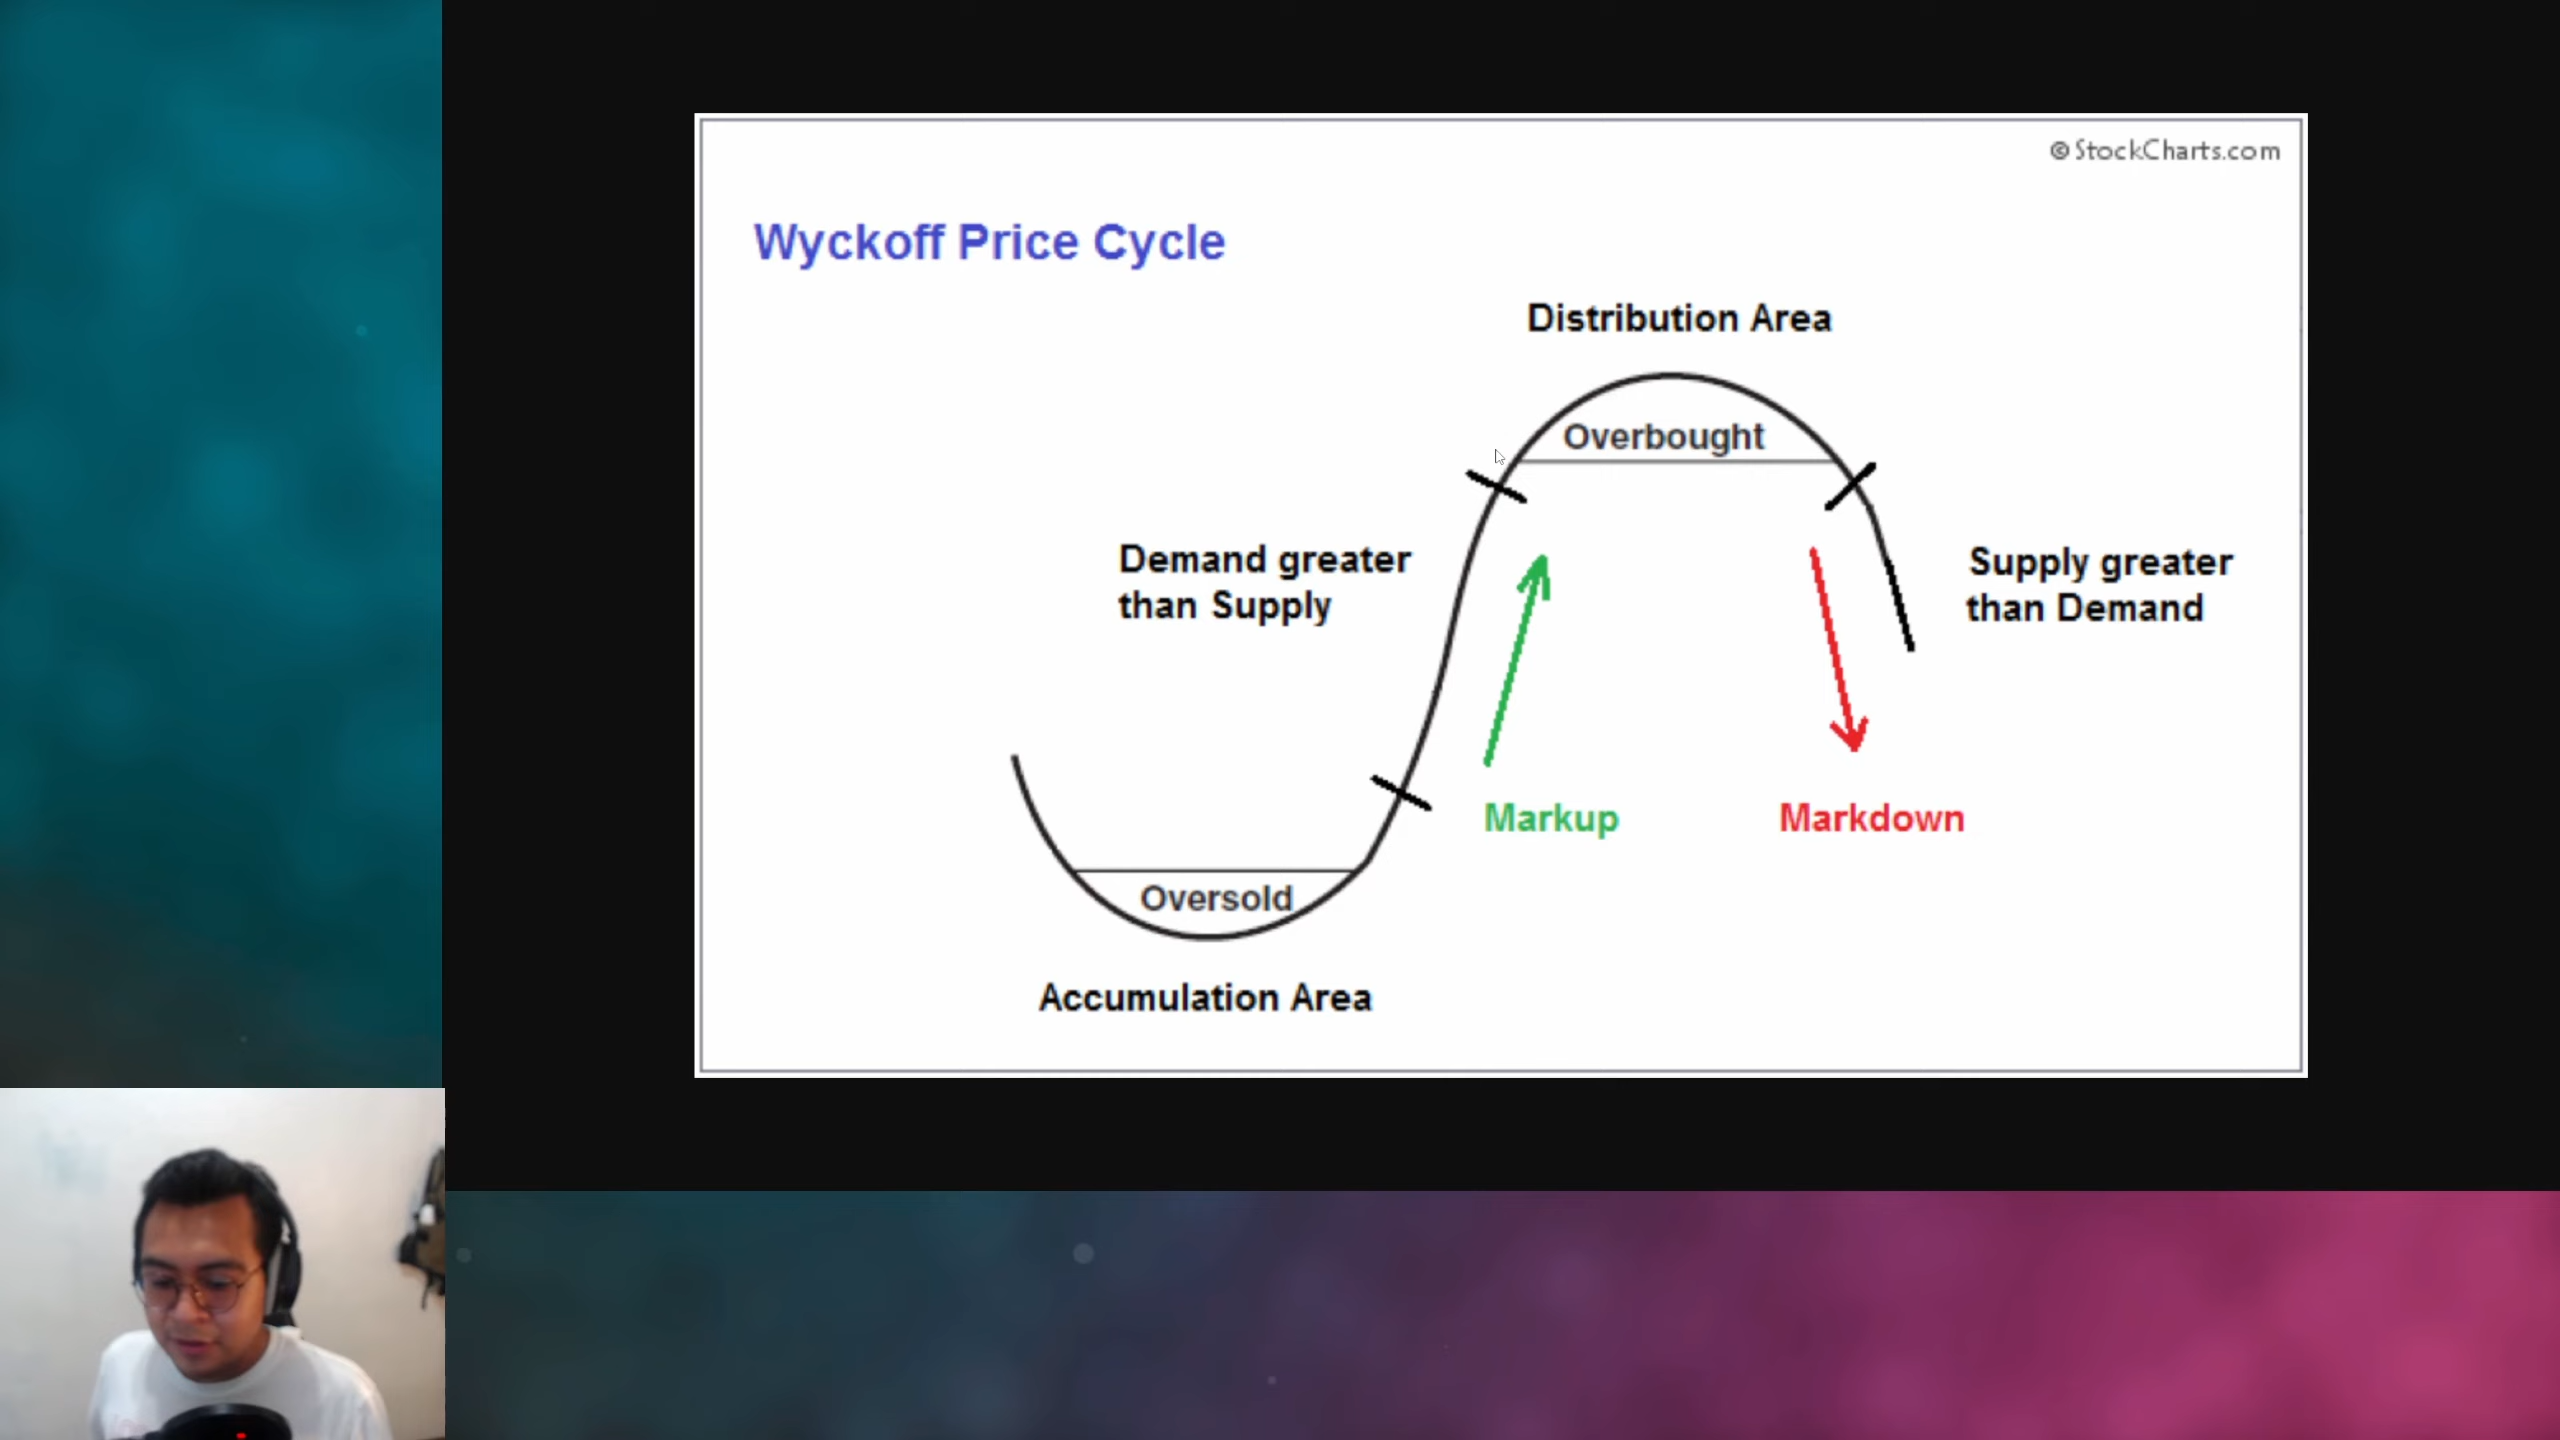 © StockCharts.com
Wyckoff Price Cycle
Distribution Area
Overbought
Demand greater
than Supply
Supply greater
than Demand
Markup
Markdown
Oversold
Accumulation Area